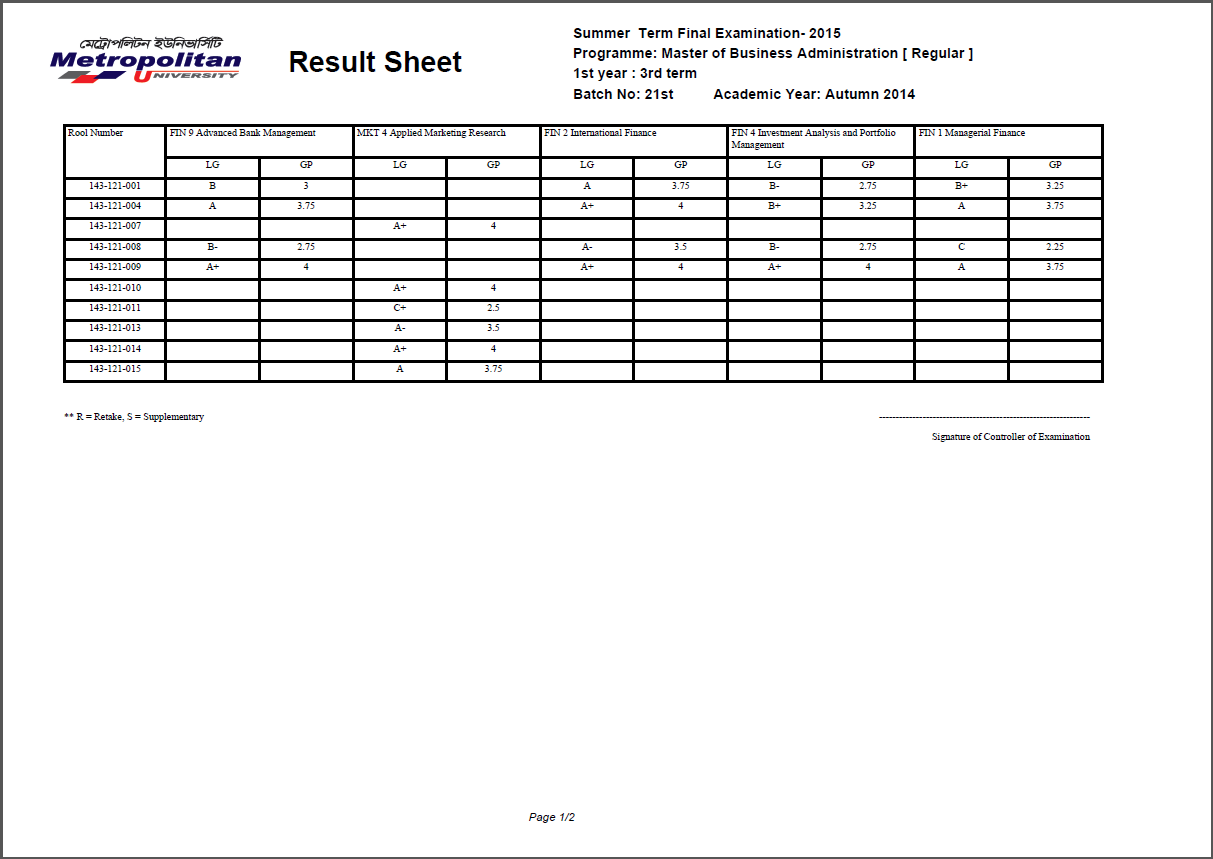 মেট্রোপলিটন ইউনিভার্সিটি
Metropolitan
UNIVERSITY
Result Sheet
Summer Term Final Examination- 2015
Programme: Master of Business Administration [ Regular ]
1st year : 3rd term
Batch No: 21st Academic Year: Autumn 2014
Rool Number FIN 9 Advanced Bank Management MKT 4 Applied Marketing Research FIN 2 International Finance FIN 4 Investment Analysis and Portfolio FIN 1 Managerial Finance
Management
LG GP LG GP LG GP LG GP LG GP
143-121-001 B 3 A 3.75 B- 2.75 B+ 3.25
143-121-004 A 3.75 A+ 4 B+ 3.25 A 3.75
143-121-007 A+ 4
143-121-008 B- 2.75 A- 3.5 B- 2.75 C 2.25
143-121-009 A+ 4 A+ 4 A+ 4 A 3.75
143-121-010 A+ 4
143-121-011 C+ 2.5
143-121-013 A- 3.5
143-121-014 A+ 4
143-121-015 A 3.75
** R = Retake, S = Supplementary
Signature of Controller of Examination
Page 1/2